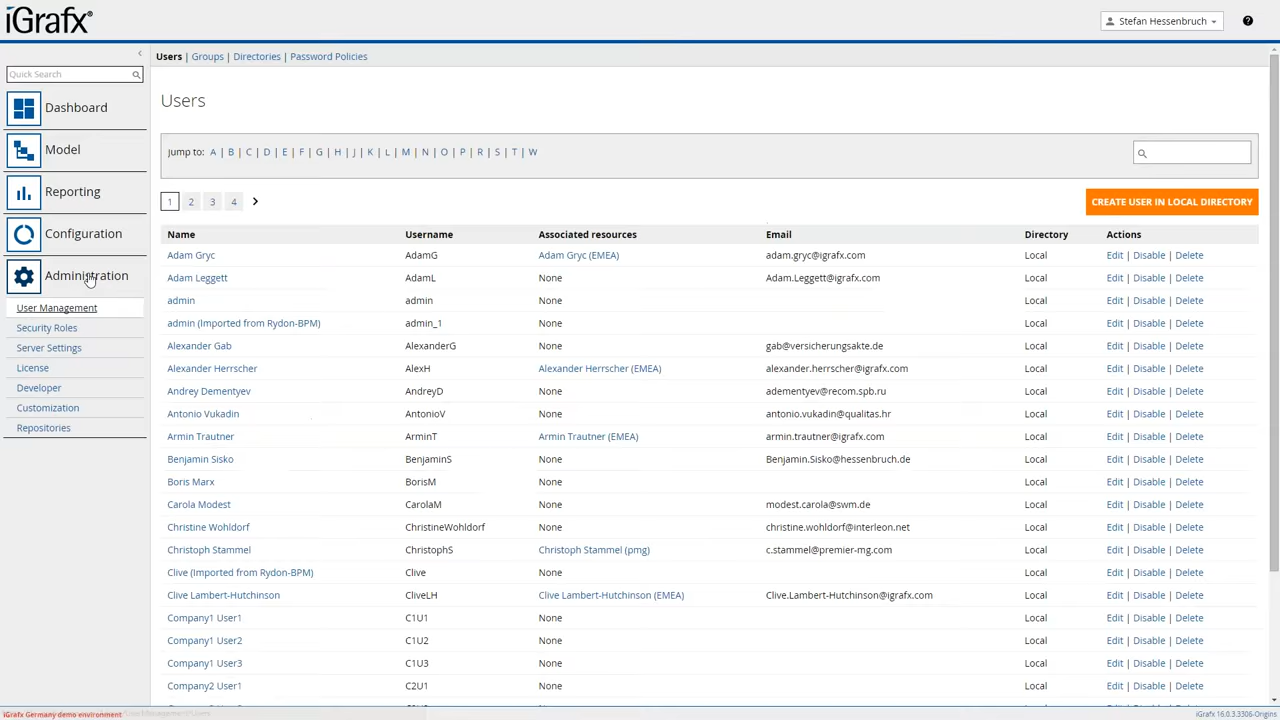 iGrafx®
Stefan Hessenbruch
Quick Search
Dashboard
Model
Reporting
Configuration
Administration
User Management
Security Roles
Server Settings
License
Developer
Customization
Repositories
Users | Groups | Directories | Password Policies
Users
Jump to: A | B | C | D | E | F | G | H | J | K | L | M | N | O | P | R | S | T | W
1 2 3 4
CREATE USER IN LOCAL DIRECTORY
Name Username Associated resources Email Directory Actions
Adam Gryc AdamG Adam Gryc (EMEA) adam.gryc@igrafx.com Local Edit | Disable | Delete
Adam Leggett AdamL None Adam.Leggett@igrafx.com Local Edit | Disable | Delete
admin admin None Local Edit | Disable | Delete
admin (Imported from Rydon-BPM) admin_1 None Local Edit | Disable | Delete
Alexander Gab AlexanderG None gab@versicherungsakte.de Local Edit | Disable | Delete
Alexander Herrscher AlexH Alexander Herrscher (EMEA) alexander.herrscher@igrafx.com Local Edit | Disable | Delete
Andrey Dementyev AndreyD None adementyev@recom.spb.ru Local Edit | Disable | Delete
Antonio Vukadin AntonioV None antonio.vukadin@qualitas.hr Local Edit | Disable | Delete
Armin Trautner ArminT Armin Trautner (EMEA) armin.trautner@igrafx.com Local Edit | Disable | Delete
Benjamin Sisko BenjaminS None Benjamin.Sisko@hessenbruch.de Local Edit | Disable | Delete
Boris Marx BorisM None Local Edit | Disable | Delete
Carola Modest CarolaM None modest.carola@swm.de Local Edit | Disable | Delete
Christine Wohldorf ChristineWohldorf None christine.wohldorf@interleon.net Local Edit | Disable | Delete
Christoph Stammel ChristophS Christoph Stammel (pmg) c.stammel@premier-mg.com Local Edit | Disable | Delete
Clive (Imported from Rydon-BPM) Clive None Local Edit | Disable | Delete
Clive Lambert-Hutchinson CliveLH Clive Lambert-Hutchinson (EMEA) Clive.Lambert-Hutchinson@igrafx.com Local Edit | Disable | Delete
Company1 User1 C1U1 None Local Edit | Disable | Delete
Company1 User2 C1U2 None Local Edit | Disable | Delete
Company1 User3 C1U3 None Local Edit | Disable | Delete
Company2 User1 C2U1 None Local Edit | Disable | Delete
iGrafx Germany demo environment
iGrafx 16.0.3.3306-Origins